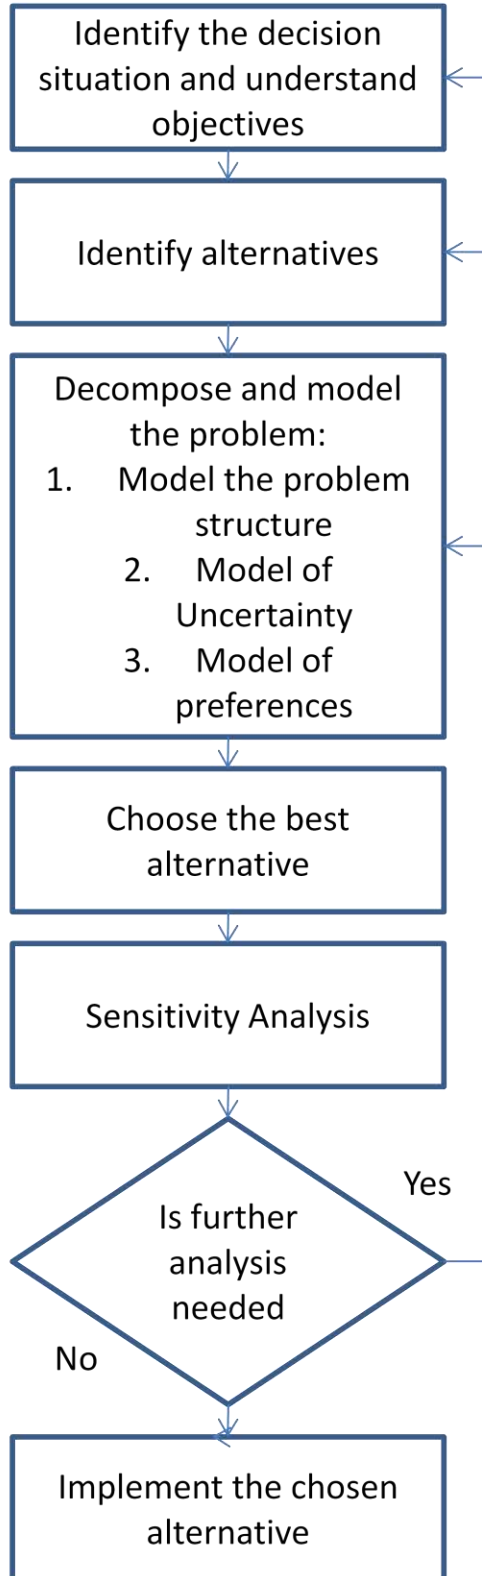 Identify the decision
situation and understand
objectives
Identify alternatives
Decompose and model
the problem:
1. Model the problem
structure
2. Model of
Uncertainty
3. Model of
preferences
Choose the best
alternative
Sensitivity Analysis
Yes
Is further
analysis
needed
No
Implement the chosen
alternative